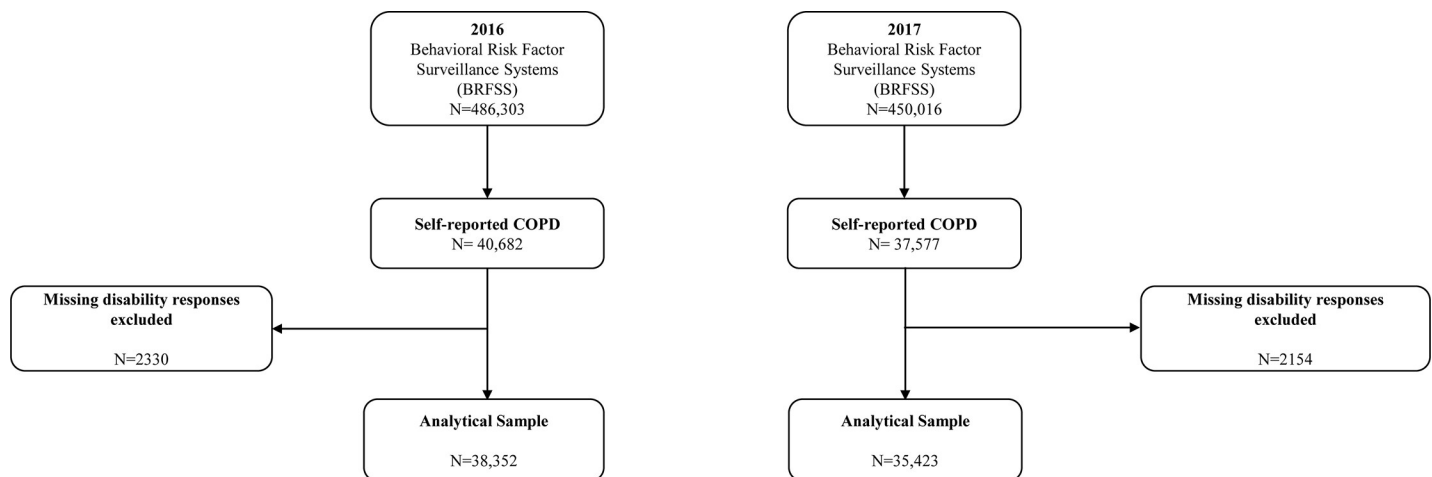 2016
Behavioral Risk Factor
Surveillance Systems
(BRFSS)
N=486,303
2017
Behavioral Risk Factor
Surveillance Systems
(BRFSS)
N=450,016
Self-reported COPD
N= 40,682
Self-reported COPD
N= 37,577
Missing disability responses
excluded
N=2330
Missing disability responses
excluded
N=2154
Analytical Sample
N=38,352
Analytical Sample
N=35,423